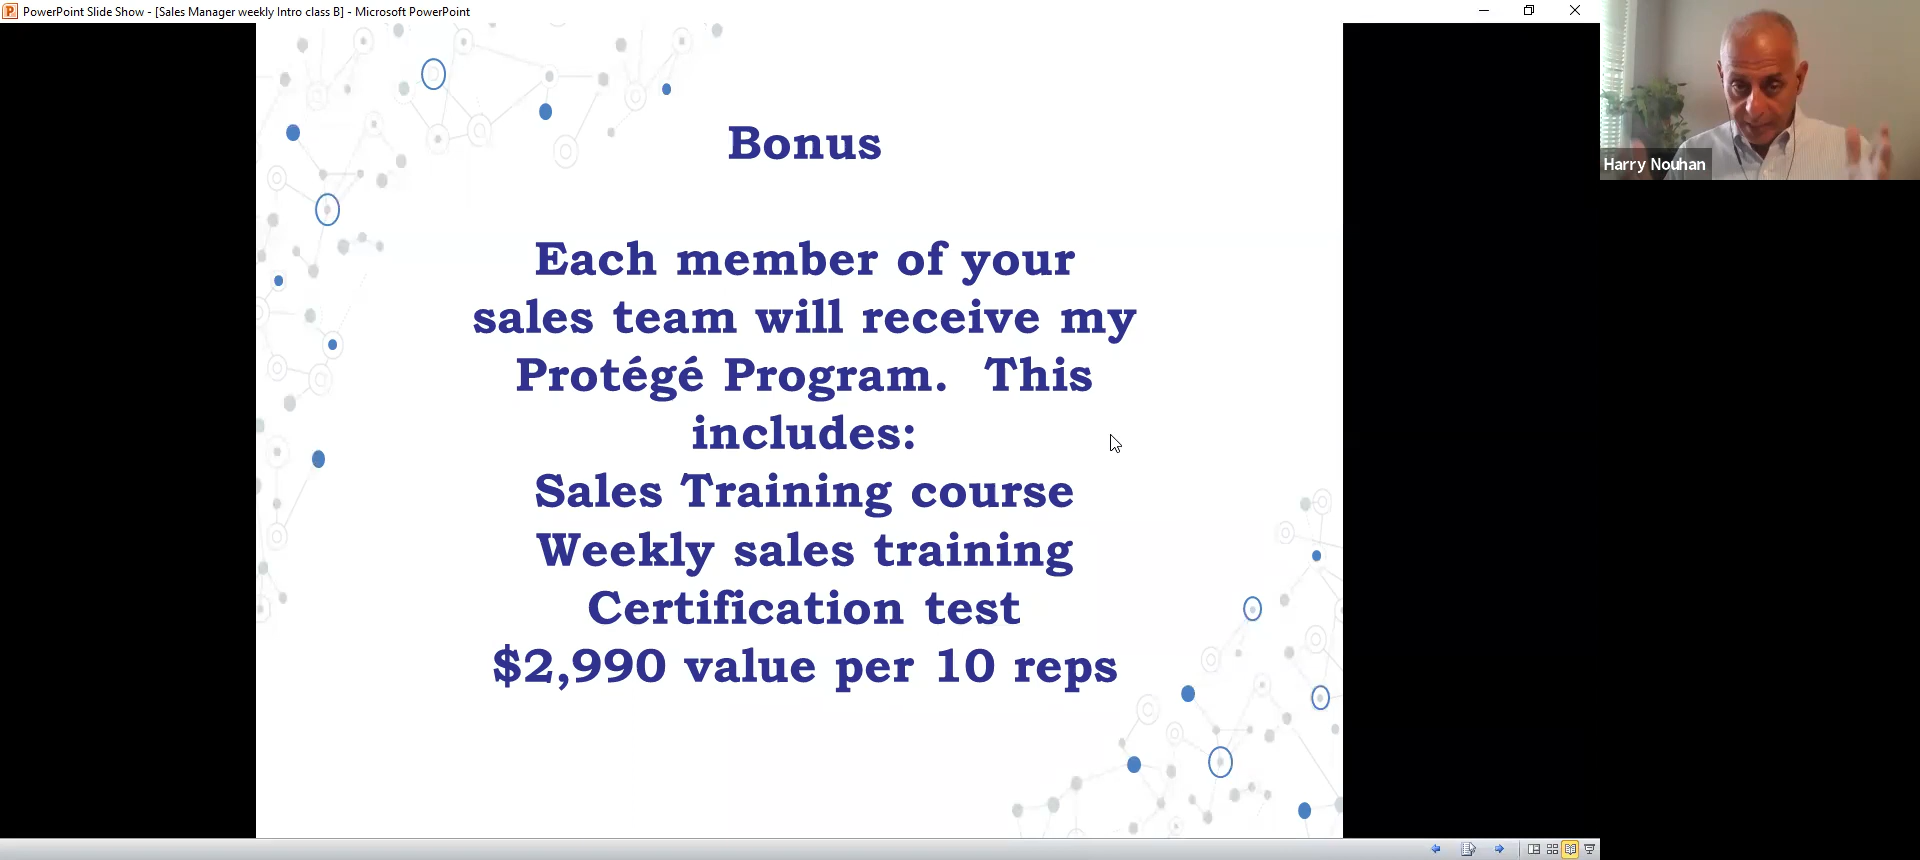 PowerPoint Slide Show - [Sales Manager weekly Intro class B] - Microsoft PowerPoint
Harry Nouhan
Bonus
Each member of your
sales team will receive my
Protégé Program.  This
includes:
Sales Training course
Weekly sales training
Certification test
$2,990 value per 10 reps